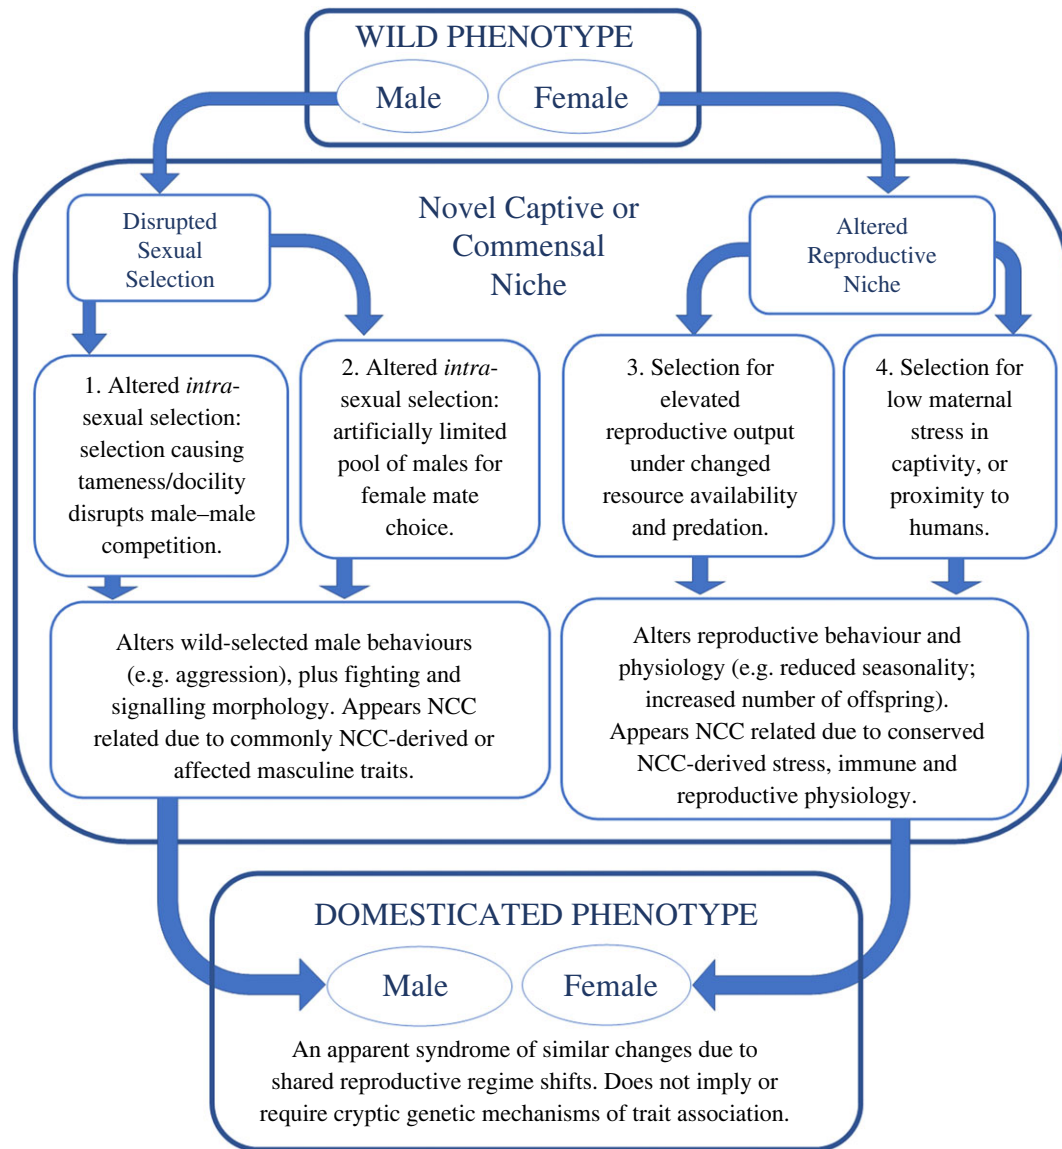 WILD PHENOTYPE
Male
Female
Novel Captive or
Commensal
Niche
Disrupted
Sexual
Selection
Altered
Reproductive
Niche
1. Altered intra-
sexual selection:
selection causing
tameness/docility
disrupts male–male
competition.
2. Altered intra-
sexual selection:
artificially limited
pool of males for
female mate
choice.
3. Selection for
elevated
reproductive output
under changed
resource availability
and predation.
4. Selection for
low maternal
stress in
captivity, or
proximity to
humans.
Alters wild-selected male behaviours
(e.g. aggression), plus fighting and
signalling morphology. Appears NCC
related due to commonly NCC-derived or
affected masculine traits.
Alters reproductive behaviour and
physiology (e.g. reduced seasonality;
increased number of offspring).
Appears NCC related due to conserved
NCC-derived stress, immune and
reproductive physiology.
DOMESTICATED PHENOTYPE
Male
Female
An apparent syndrome of similar changes due to
shared reproductive regime shifts. Does not imply or
require cryptic genetic mechanisms of trait association.